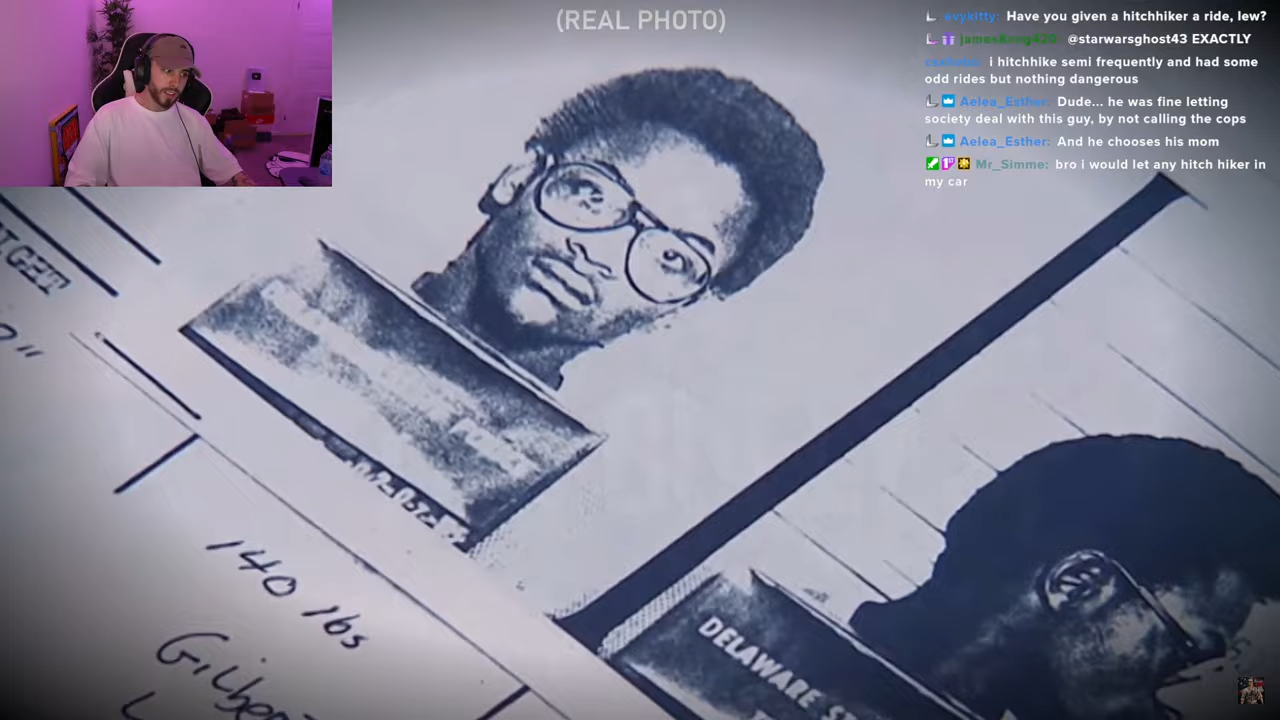 (REAL PHOTO)
evykitty: Have you given a hitchhiker a ride, lew?
@starwarsghost43 EXACTLY
i hitchhike semi frequently and had some
odd rides but nothing dangerous
Aelea_Esther: Dude... he was fine letting
society deal with this guy, by not calling the cops
Aelea_Esther: And he chooses his mom
Mr_Simme: bro i would let any hitch hiker in
my car
140 lbs
DELAWARE